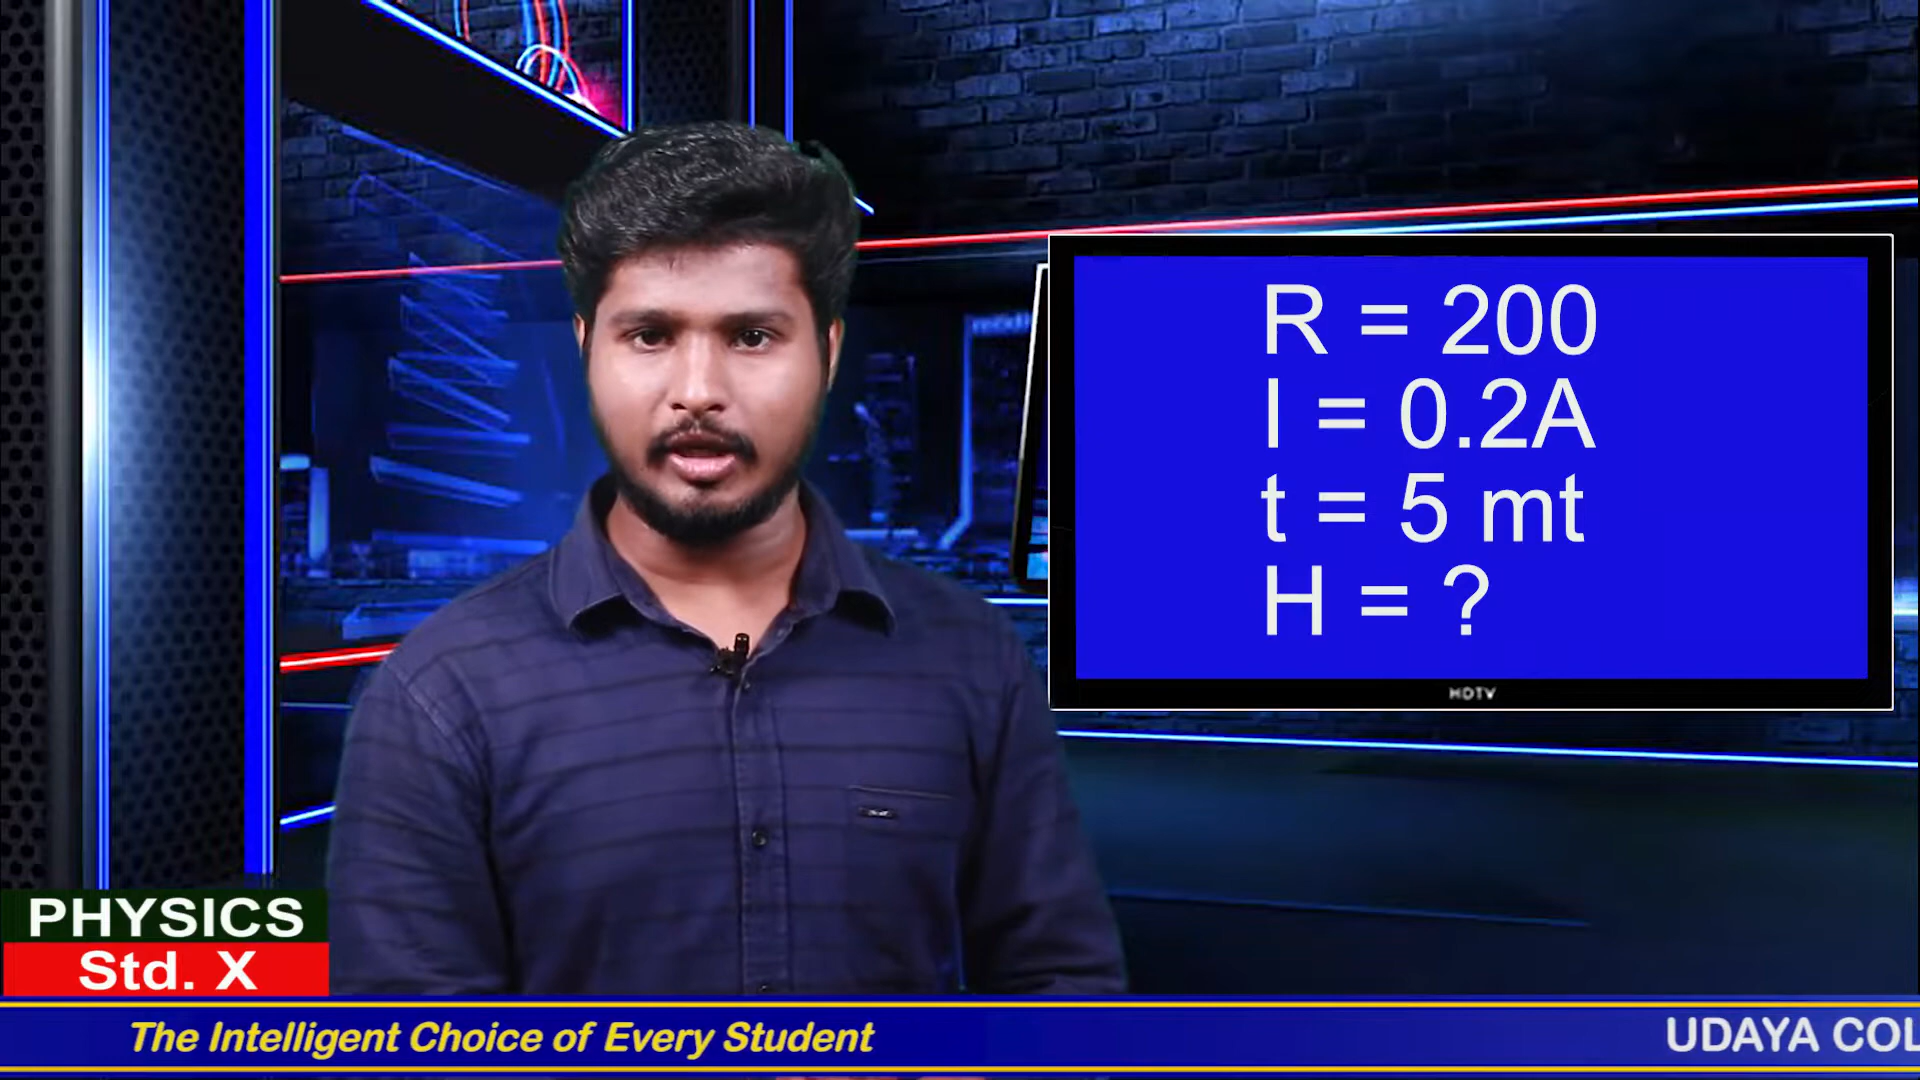 R = 200
I = 0.2A
t = 5 mt
H = ?
HDTV
PHYSICS
Std. X
The Intelligent Choice of Every Student
UDAYA COL